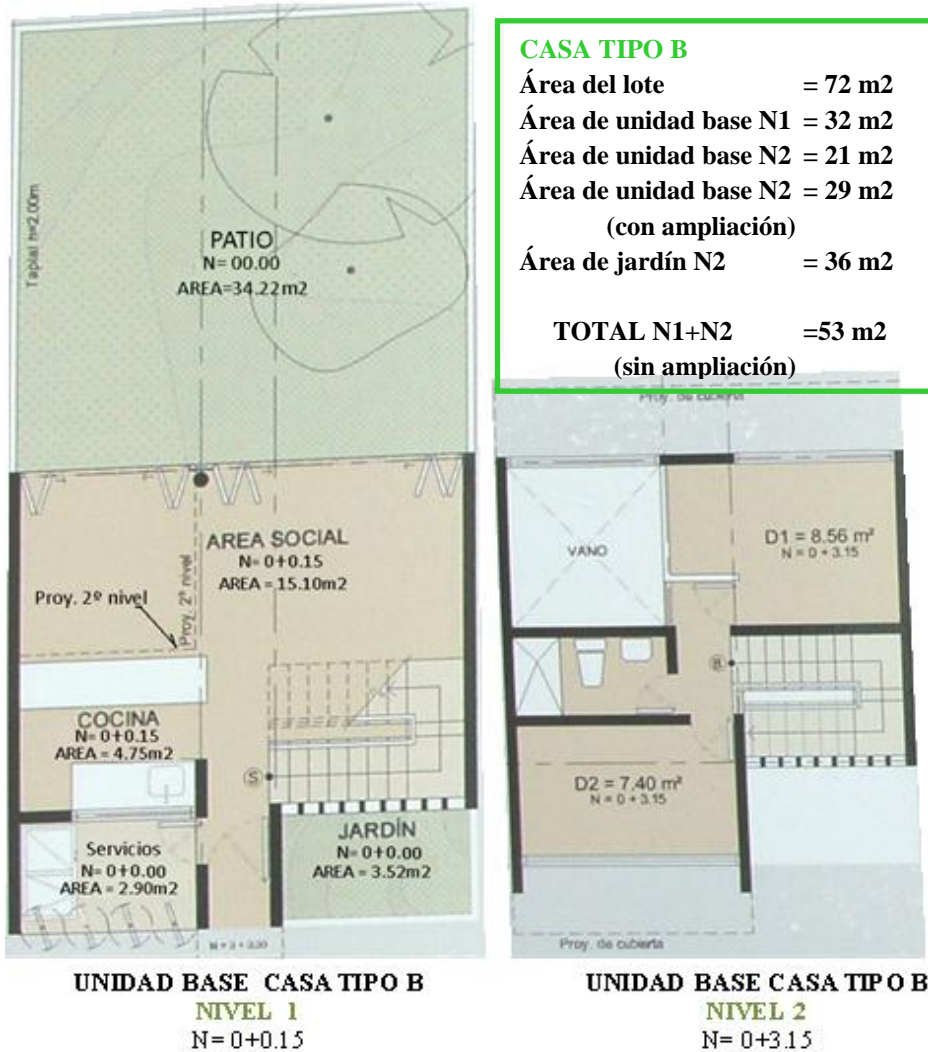 CASA TIPO B
Área del lote = 72 m2
Área de unidad base N1 = 32 m2
Área de unidad base N2 = 21 m2
Área de unidad base N2 = 29 m2
(con ampliación)
Área de jardín N2 = 36 m2
TOTAL N1+N2 =53 m2
(sin ampliación)
Tapial h=2.00m
PATIO
N= 00.00
AREA=34.22m2
AREA SOCIAL
N= 0+0.15
AREA = 15.10m2
Proy. 2º nivel
Proy. 2º nivel
COCINA
N= 0+0.15
AREA = 4.75m2
S
Servicios
N= 0+0.00
AREA = 2.90m2
JARDÍN
N= 0+0.00
AREA = 3.52m2
UNIDAD BASE CASA TIPO B
NIVEL 1
N= 0+0.15
Proy. de cubierta
VANO
D1 = 8.56 m²
N = 0 + 3.15
B
D2 = 7.40 m²
N = 0 + 3.15
Proy. de cubierta
UNIDAD BASE CASA TIPO B
NIVEL 2
N= 0+3.15